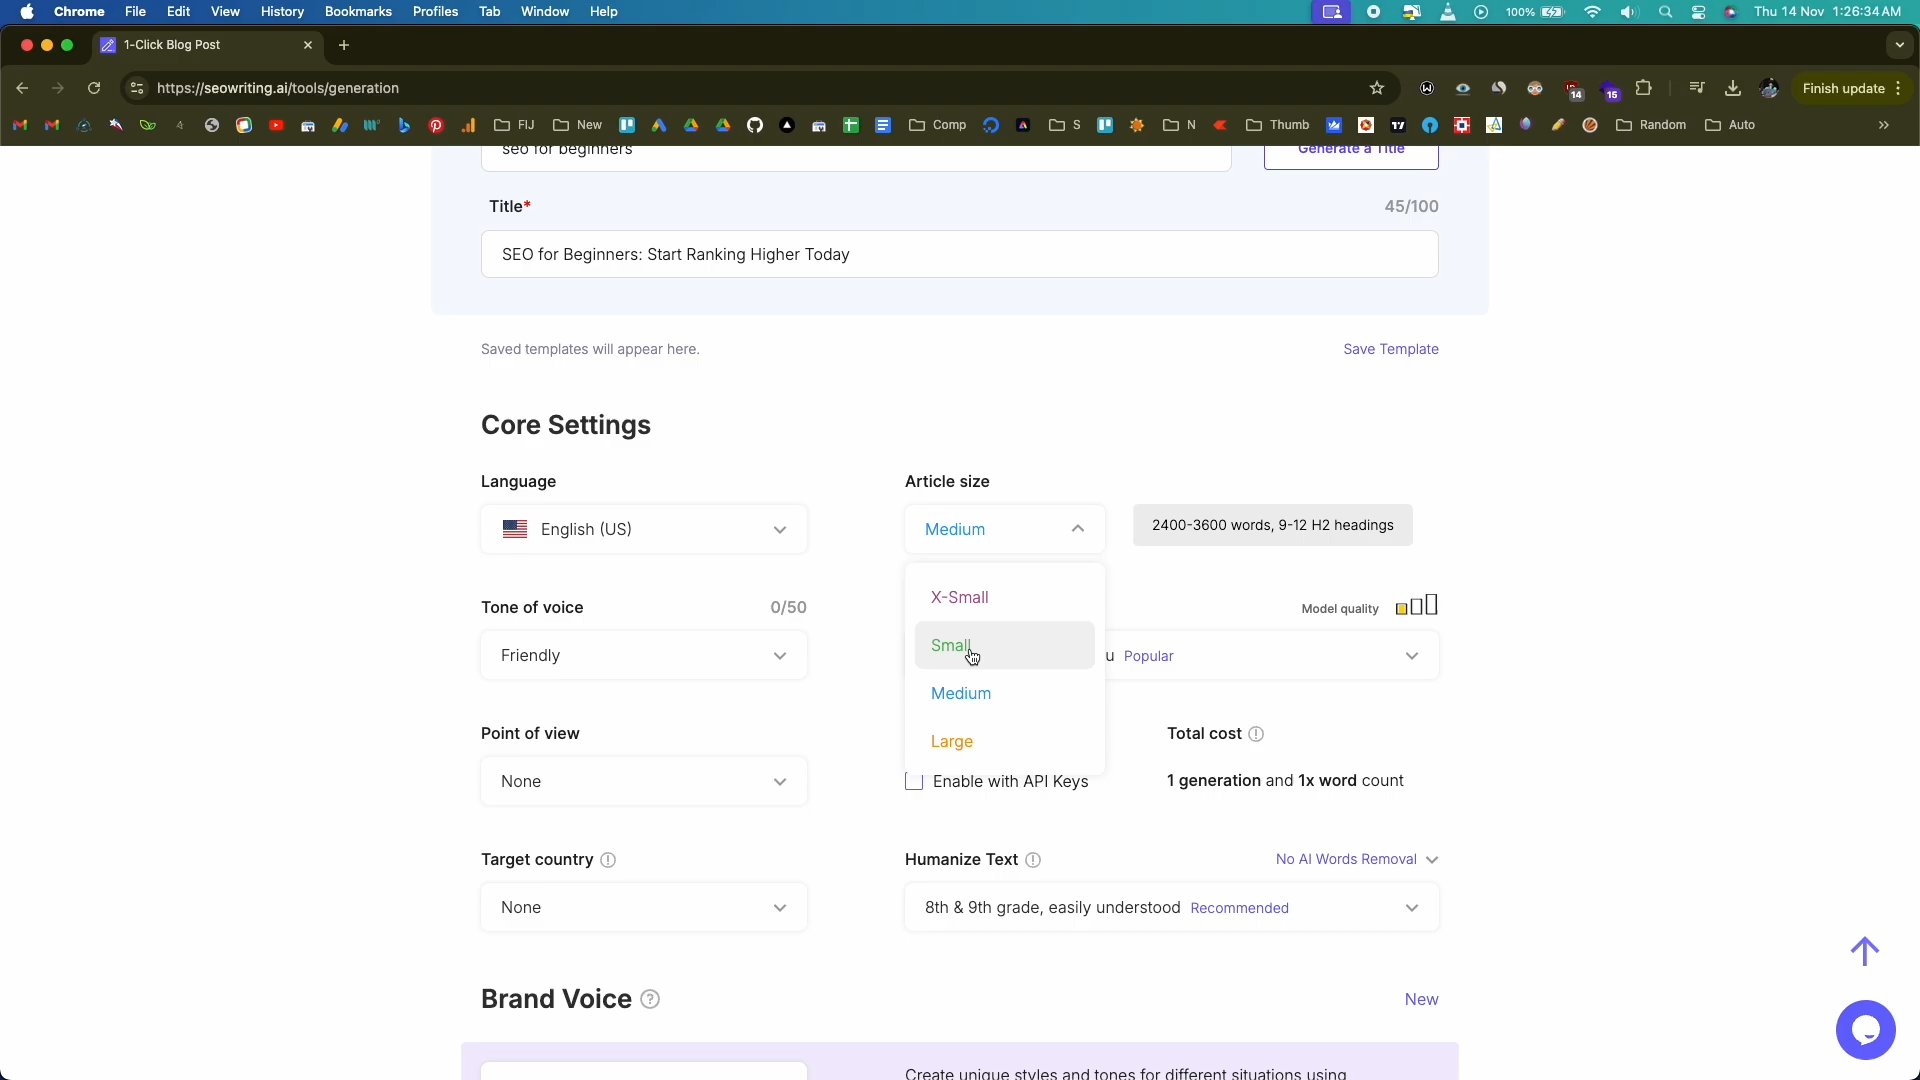 Chrome File Edit View History Bookmarks Profiles Tab Window Help 100% Thu 14 Nov 1:26:34 AM
1-Click Blog Post
https://seowriting.ai/tools/generation 14 15 Finish update
FIJ New Comp S N Thumb Random Auto
seo for beginners Generate a Title
Title* 45/100
SEO for Beginners: Start Ranking Higher Today
Saved templates will appear here. Save Template
Core Settings
Language Article size
English (US) Medium 2400-3600 words, 9-12 H2 headings
X-Small
Tone of voice 0/50 Model quality
Small
Friendly u Popular
Medium
Point of view Total cost
Large
None Enable with API Keys 1 generation and 1x word count
Target country Humanize Text No AI Words Removal
None 8th & 9th grade, easily understood Recommended
Brand Voice New
Create unique styles and tones for different situations using